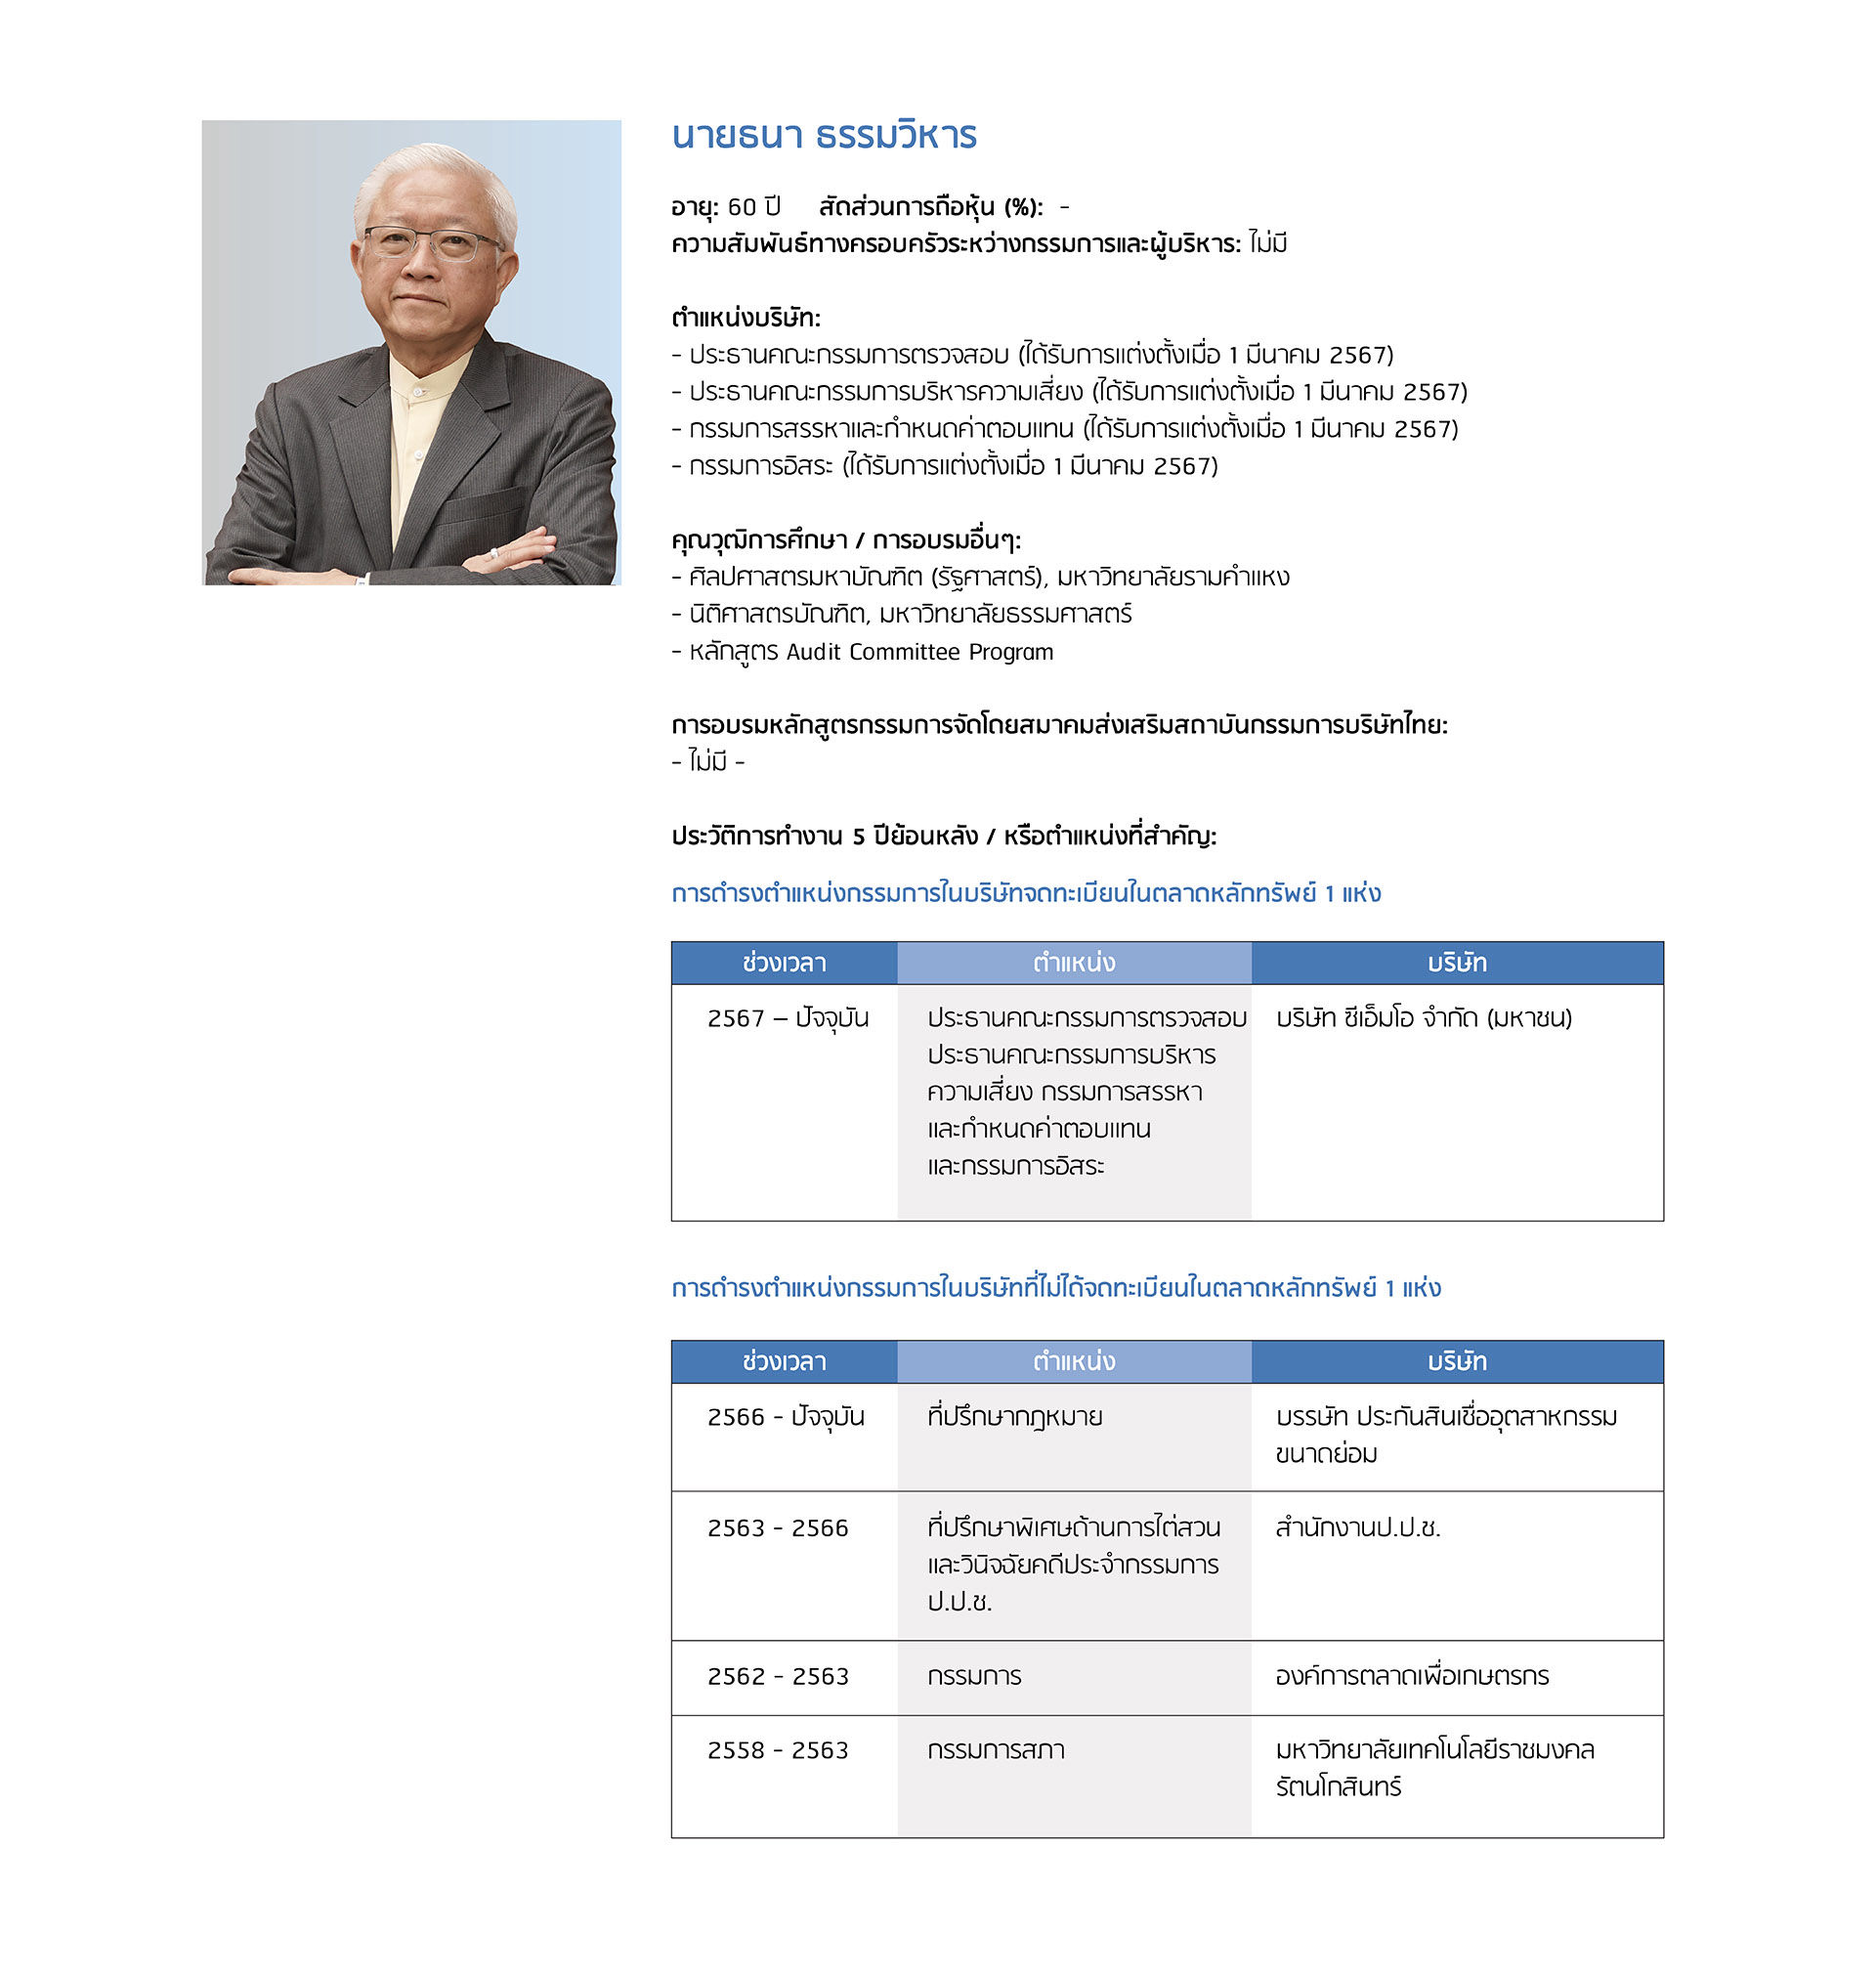 นายธนา ธรรมวิหาร
อายุ: 60 ปี สัดส่วนการถือหุ้น (%): -
ความสัมพันธ์ทางครอบครัวระหว่างกรรมการและผู้บริหาร: ไม่มี
ตำแหน่งบริษัท:
- ประธานคณะกรรมการตรวจสอบ (ได้รับการแต่งตั้งเมื่อ 1 มีนาคม 2567)
- ประธานคณะกรรมการบริหารความเสี่ยง (ได้รับการแต่งตั้งเมื่อ 1 มีนาคม 2567)
- กรรมการสรรหาและกำหนดค่าตอบแทน (ได้รับการแต่งตั้งเมื่อ 1 มีนาคม 2567)
- กรรมการอิสระ (ได้รับการแต่งตั้งเมื่อ 1 มีนาคม 2567)
คุณวุฒิการศึกษา / การอบรมอื่นๆ:
- ศิลปศาสตรมหาบัณฑิต (รัฐศาสตร์), มหาวิทยาลัยรามคำแหง
- นิติศาสตรบัณฑิต, มหาวิทยาลัยธรรมศาสตร์
- หลักสูตร Audit Committee Program
การอบรมหลักสูตรกรรมการจัดโดยสมาคมส่งเสริมสถาบันกรรมการบริษัทไทย:
- ไม่มี -
ประวัติการทำงาน 5 ปีย้อนหลัง / หรือตำแหน่งที่สำคัญ:
การดำรงตำแหน่งกรรมการในบริษัทจดทะเบียนในตลาดหลักทรัพย์ 1 แห่ง
ช่วงเวลา ตำแหน่ง บริษัท
2567 – ปัจจุบัน ประธานคณะกรรมการตรวจสอบ บริษัท ซีเอ็มโอ จำกัด (มหาชน)
ประธานคณะกรรมการบริหาร
ความเสี่ยง กรรมการสรรหา
และกำหนดค่าตอบแทน
และกรรมการอิสระ
การดำรงตำแหน่งกรรมการในบริษัทที่ไม่ได้จดทะเบียนในตลาดหลักทรัพย์ 1 แห่ง
ช่วงเวลา ตำแหน่ง บริษัท
2566 - ปัจจุบัน ที่ปรึกษากฎหมาย บรรษัท ประกันสินเชื่ออุตสาหกรรม
ขนาดย่อม
2563 - 2566 ที่ปรึกษาพิเศษด้านการไต่สวน สำนักงานป.ป.ช.
และวินิจฉัยคดีประจำกรรมการ
ป.ป.ช.
2562 - 2563 กรรมการ องค์การตลาดเพื่อเกษตรกร
2558 - 2563 กรรมการสภา มหาวิทยาลัยเทคโนโลยีราชมงคล
รัตนโกสินทร์